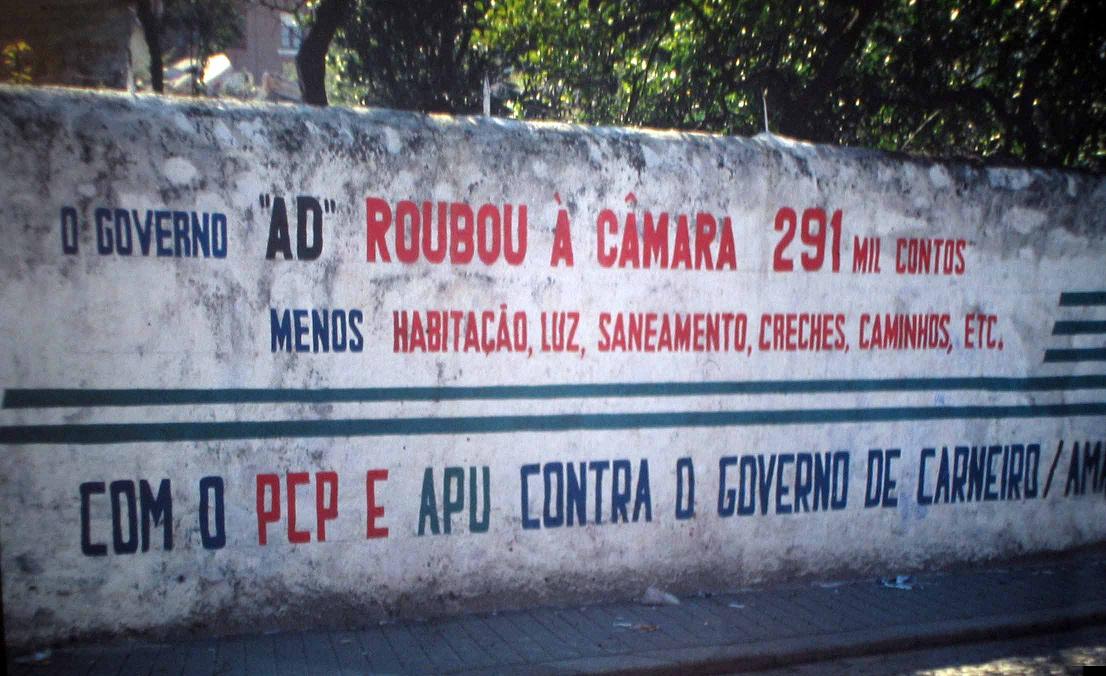 O GOVERNO "AD" ROUBOU À CÂMARA 291 MIL CONTOS
MENOS HABITAÇÃO, LUZ, SANEAMENTO, CRECHES, CAMINHOS, ETC.
COM O PCP E APU CONTRA O GOVERNO DE CARNEIRO/AMA